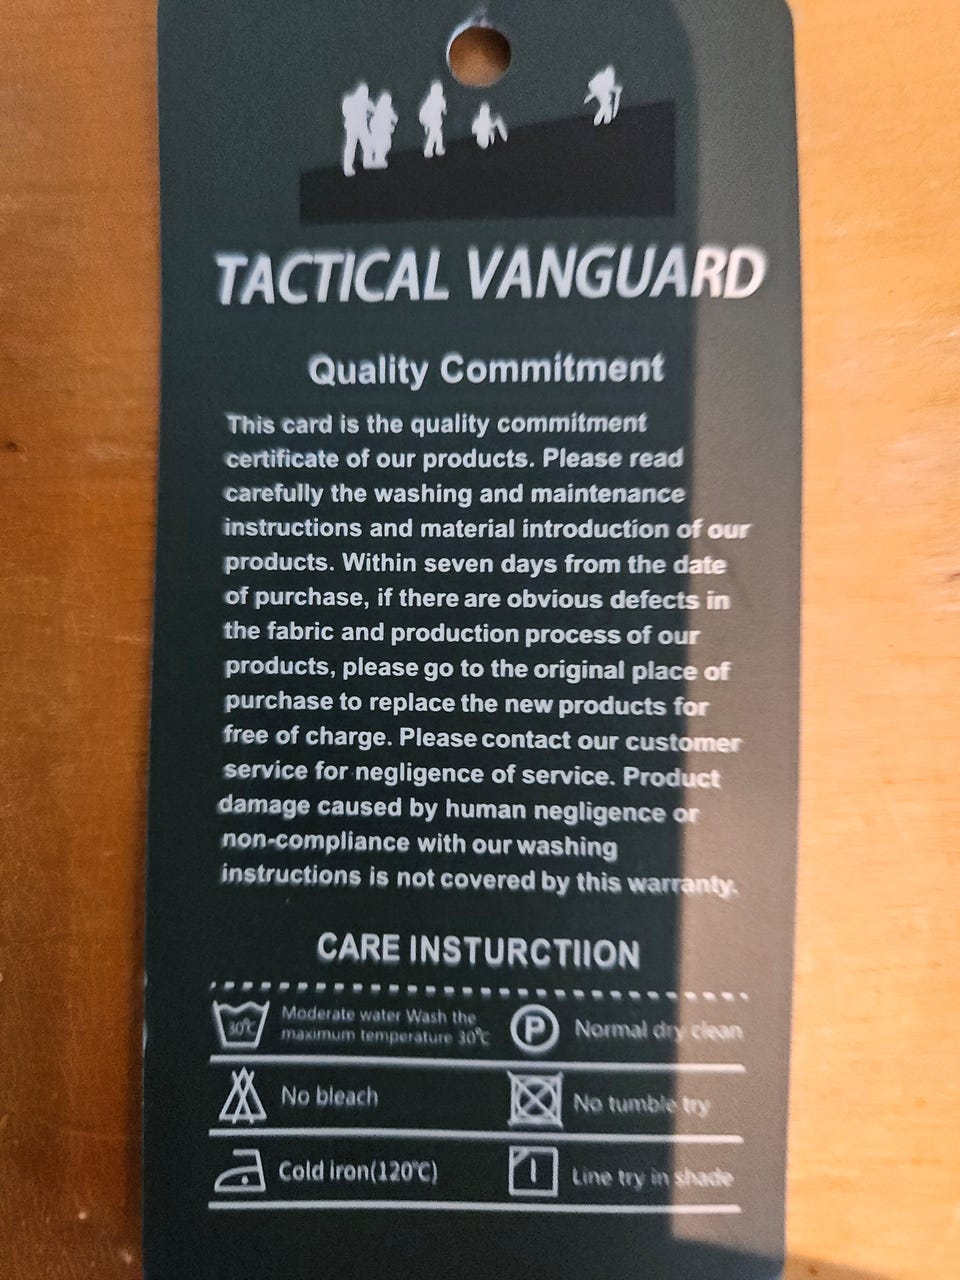 TACTICAL VANGUARD
Quality Commitment
This card is the quality commitment
certificate of our products. Please read
carefully the washing and maintenance
instructions and material introduction of our
products. Within seven days from the date
of purchase, if there are obvious defects in
the fabric and production process of our
products, please go to the original place of
purchase to replace the new products for
free of charge. Please contact our customer
service for negligence of service. Product
damage caused by human negligence or
non-compliance with our washing
instructions is not covered by this warranty.
CARE INSTURCTIION
30℃ Moderate water Wash the
maximum temperature 30℃
P Normal dry clean
No bleach
No tumble try
Cold iron(120℃)
Line try in shade